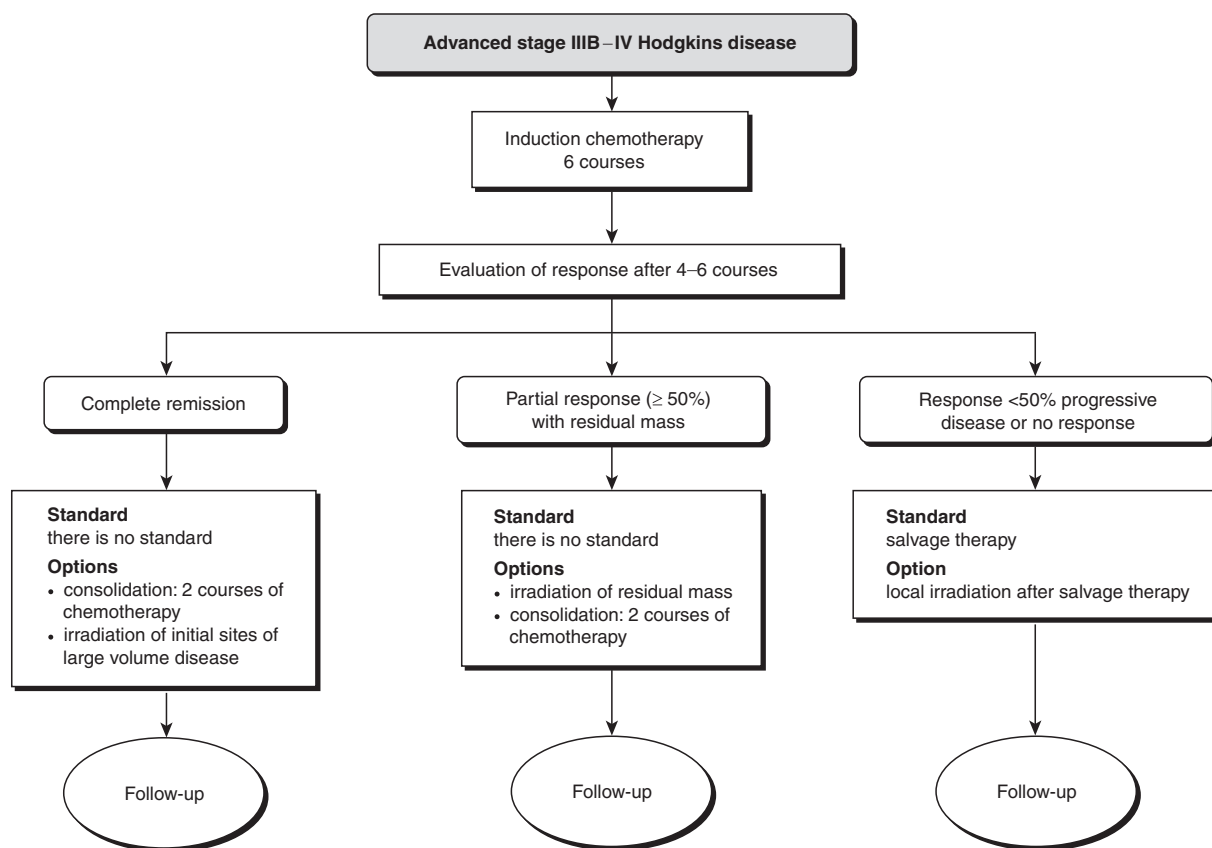 Advanced stage IIIB–IV Hodgkins disease
Induction chemotherapy
6 courses
Evaluation of response after 4–6 courses
Complete remission
Partial response (≥ 50%)
with residual mass
Response <50% progressive
disease or no response
Standard
there is no standard
Options
• consolidation: 2 courses of
chemotherapy
• irradiation of initial sites of
large volume disease
Standard
there is no standard
Options
• irradiation of residual mass
• consolidation: 2 courses of
chemotherapy
Standard
salvage therapy
Option
local irradiation after salvage therapy
Follow-up
Follow-up
Follow-up